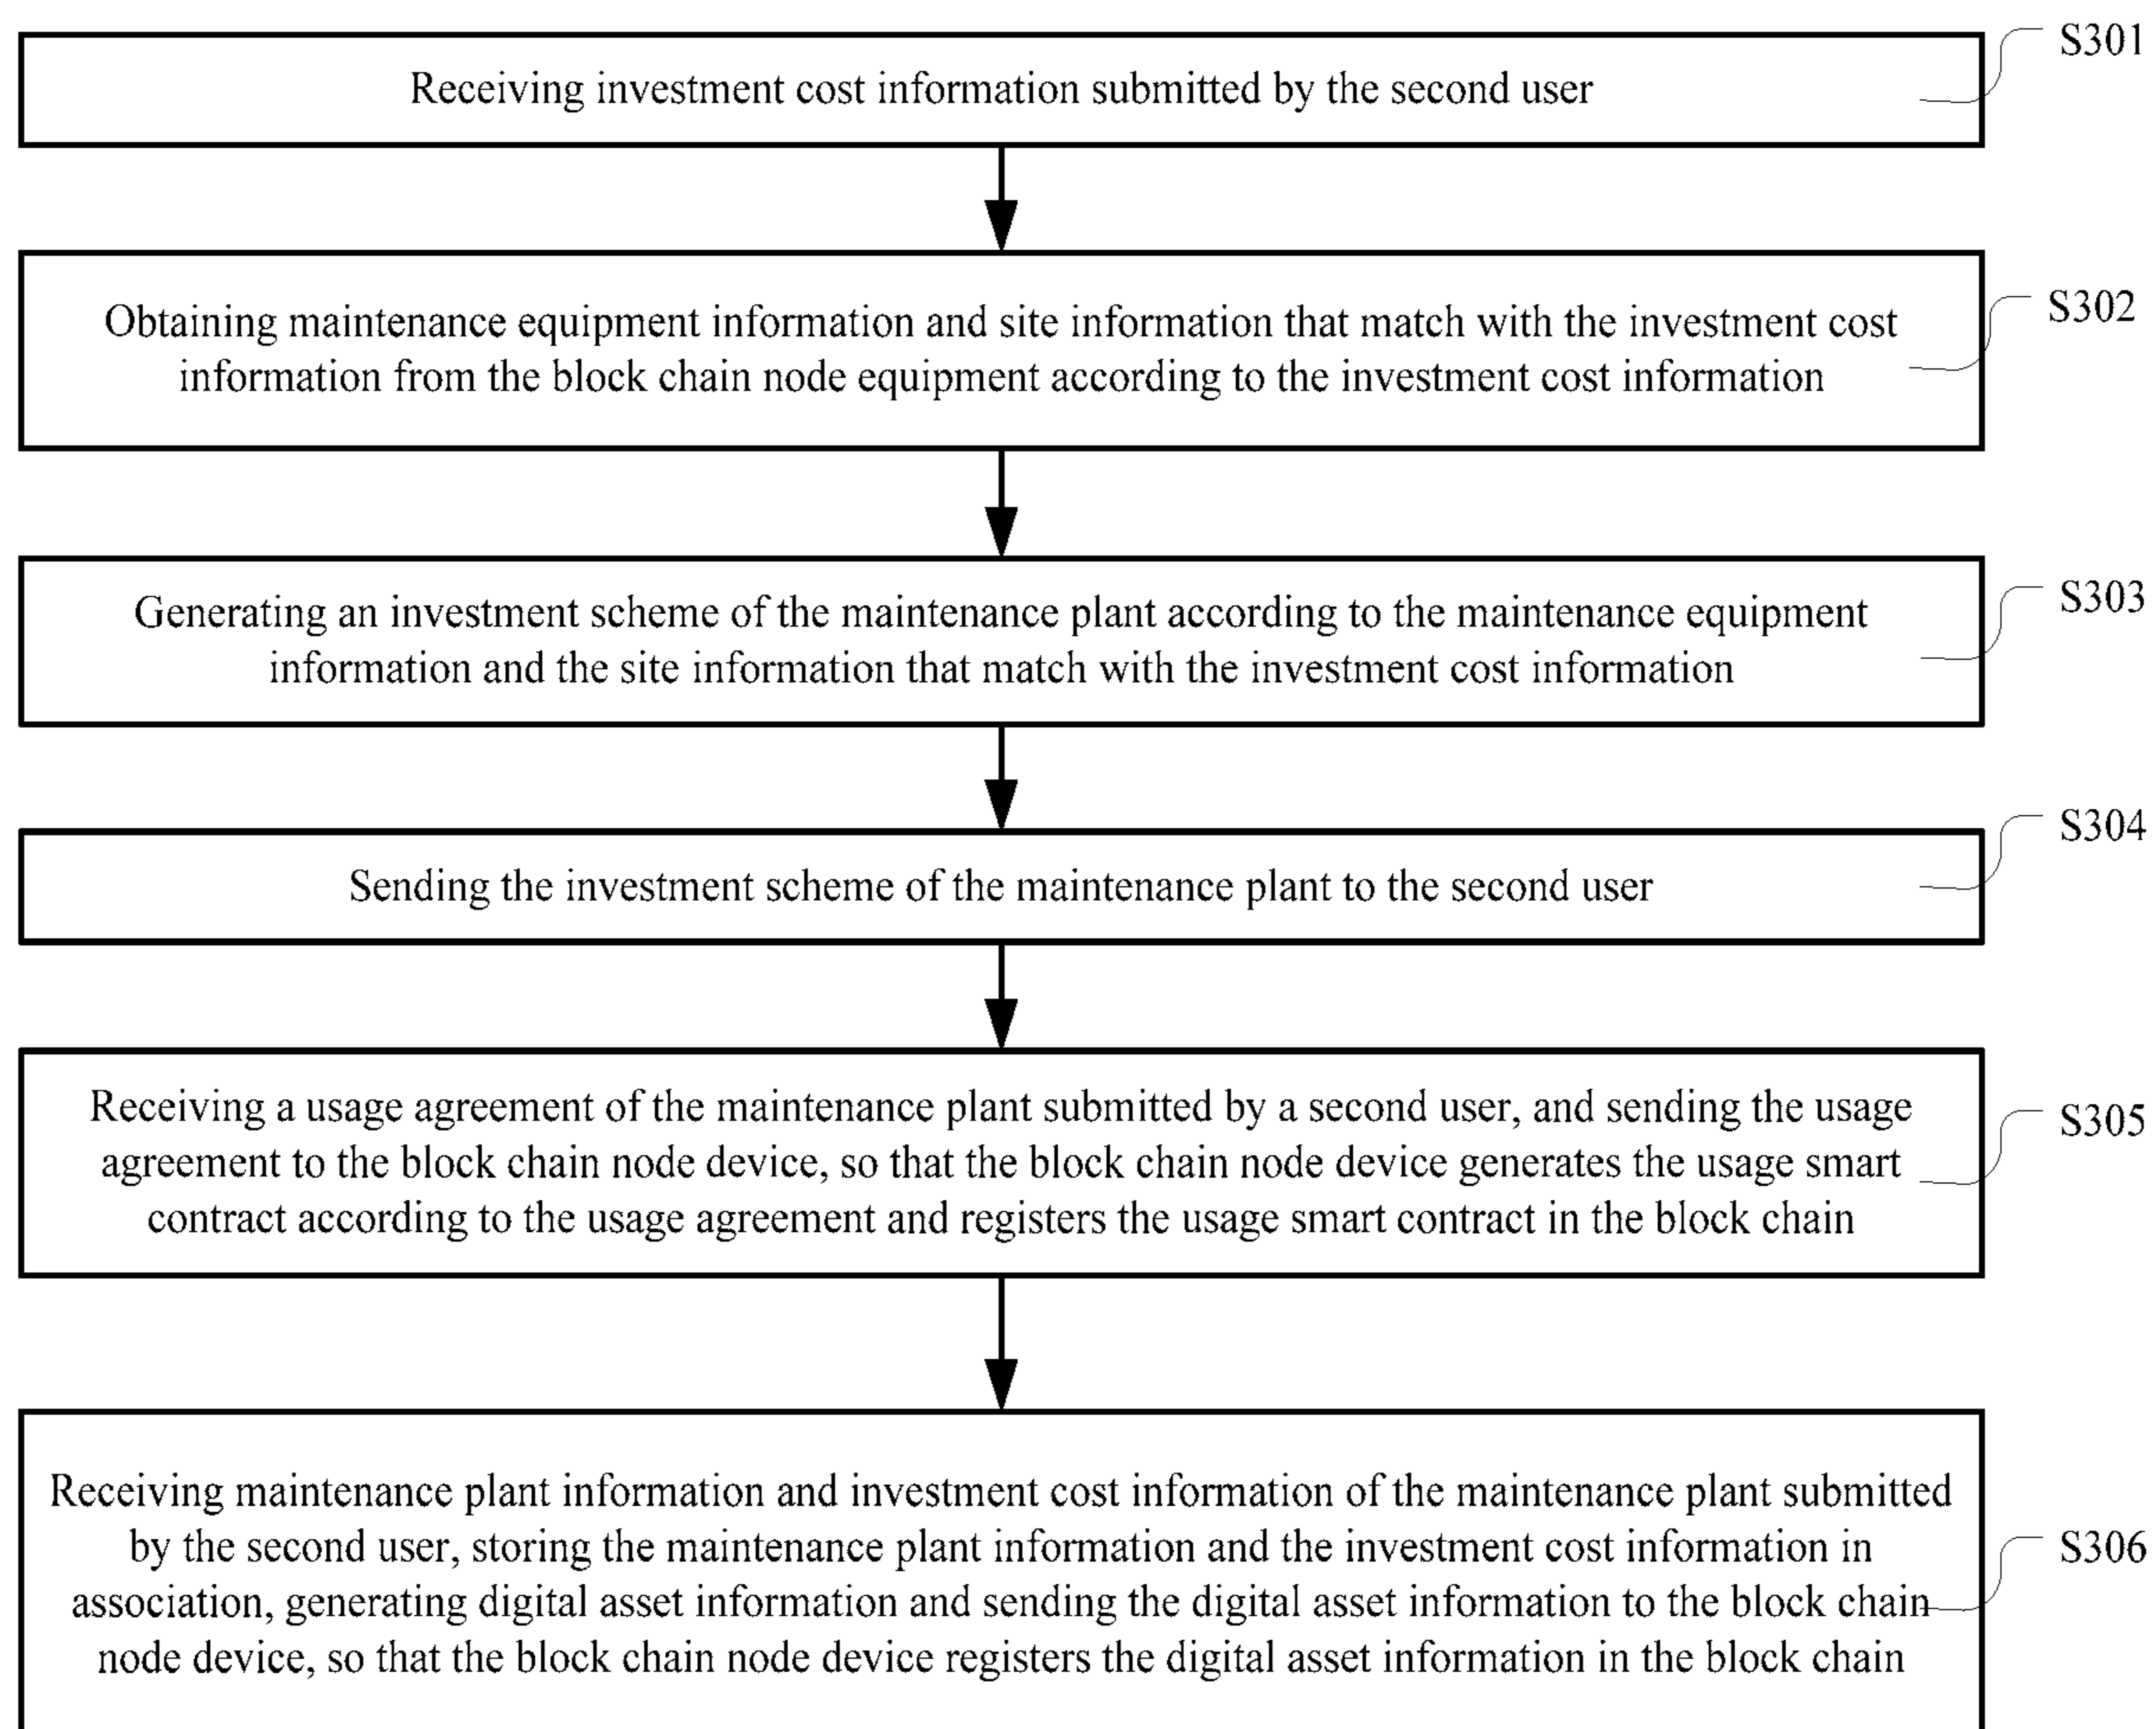 S301
Receiving investment cost information submitted by the second user
S302
Obtaining maintenance equipment information and site information that match with the investment cost
information from the block chain node equipment according to the investment cost information
S303
Generating an investment scheme of the maintenance plant according to the maintenance equipment
information and the site information that match with the investment cost information
S304
Sending the investment scheme of the maintenance plant to the second user
S305
Receiving a usage agreement of the maintenance plant submitted by a second user, and sending the usage
agreement to the block chain node device, so that the block chain node device generates the usage smart
contract according to the usage agreement and registers the usage smart contract in the block chain
S306
Receiving maintenance plant information and investment cost information of the maintenance plant submitted
by the second user, storing the maintenance plant information and the investment cost information in
association, generating digital asset information and sending the digital asset information to the block chain
node device, so that the block chain node device registers the digital asset information in the block chain